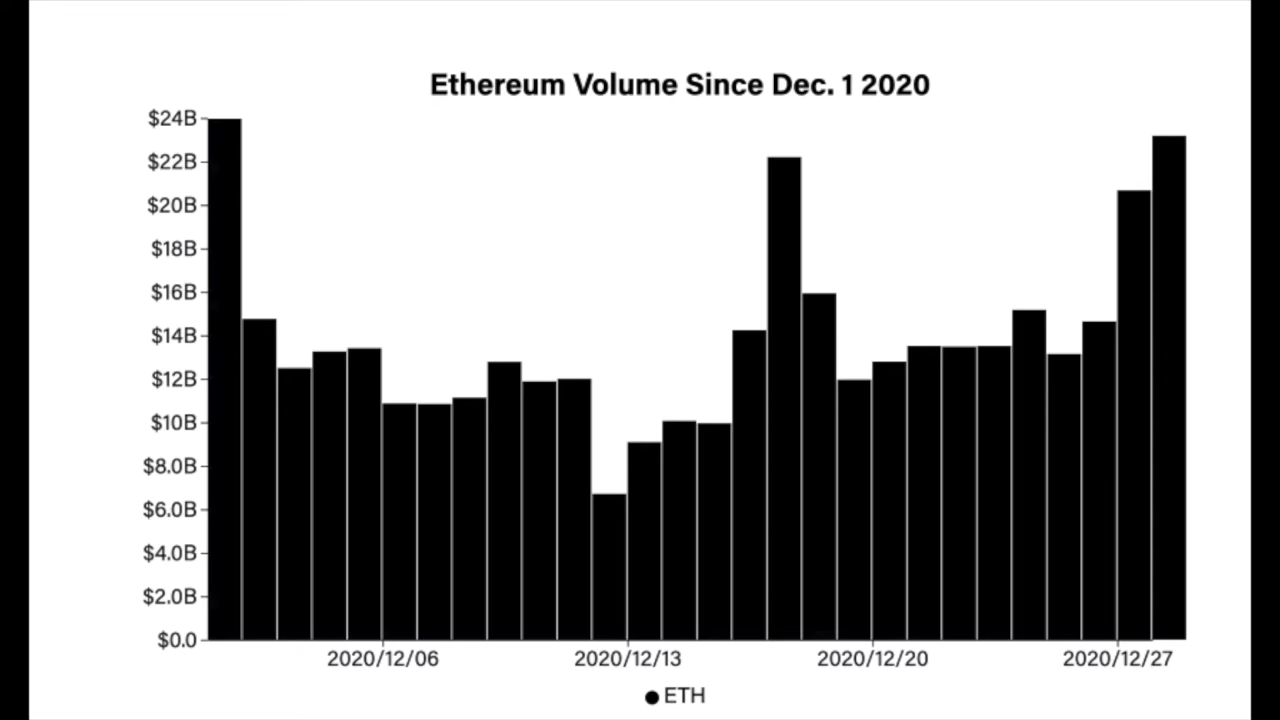 Ethereum Volume Since Dec. 1 2020
$24B
$22B
$20B
$18B
$16B
$14B
$12B
$10B
$8.0B
$6.0B
$4.0B
$2.0B
$0.0
2020/12/06 2020/12/13 2020/12/20 2020/12/27
ETH